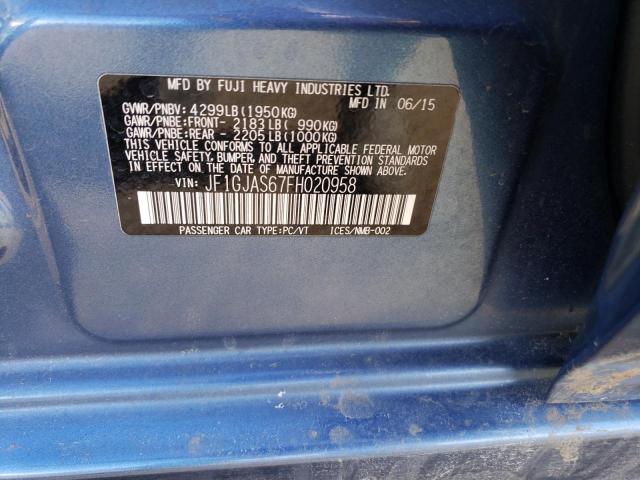 MFD BY FUJI HEAVY INDUSTRIES LTD.
MFD IN 06/15
GVWR/PNBV: 4299LB(1950KG)
GAWR/PNBE:FRONT- 2183LB( 990KG)
GAWR/PNBE:REAR - 2205LB(1000KG)
THIS VEHICLE CONFORMS TO ALL APPLICABLE FEDERAL MOTOR
VEHICLE SAFETY, BUMPER, AND THEFT PREVENTION STANDARDS
IN EFFECT ON THE DATE OF MANUFACTURE SHOWN ABOVE.
VIN: JF1GJAS67FH020958
PASSENGER CAR TYPE:PC/VT ICES/NMB-002